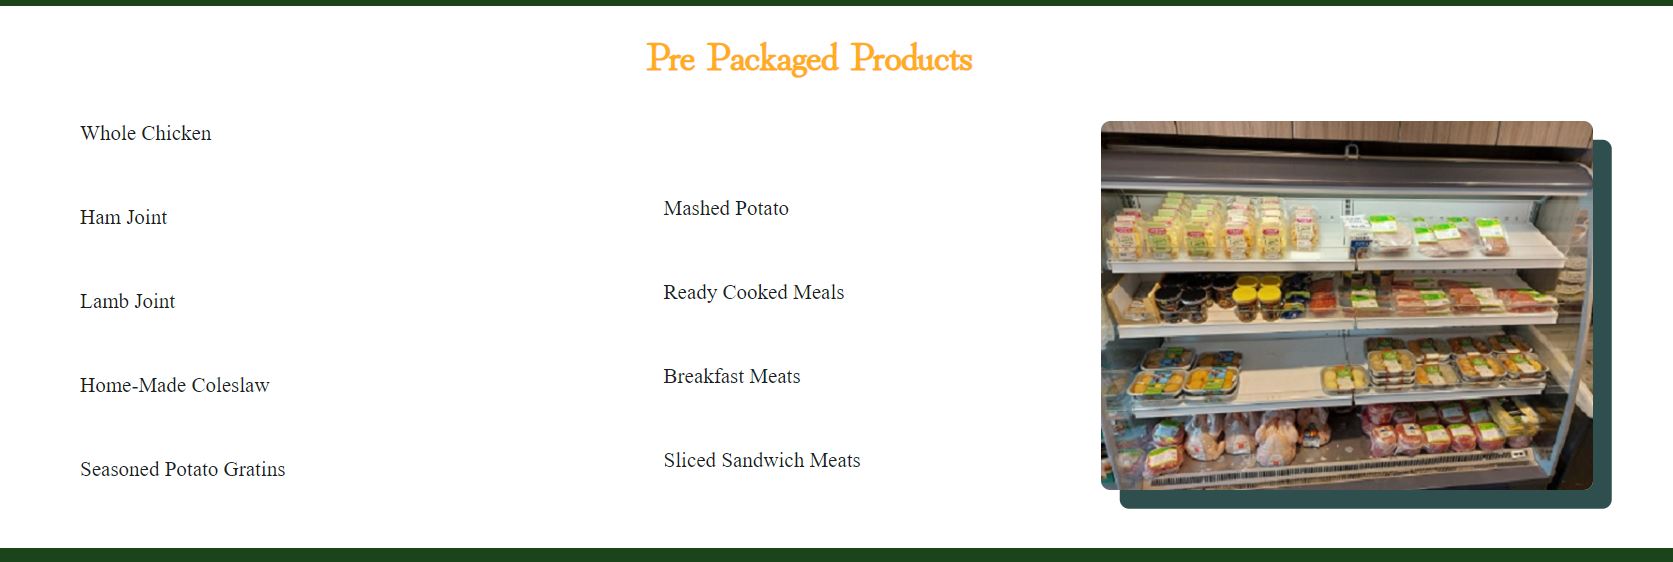 Pre Packaged Products
Whole Chicken
Ham Joint
Lamb Joint
Home-Made Coleslaw
Seasoned Potato Gratins
Mashed Potato
Ready Cooked Meals
Breakfast Meats
Sliced Sandwich Meats